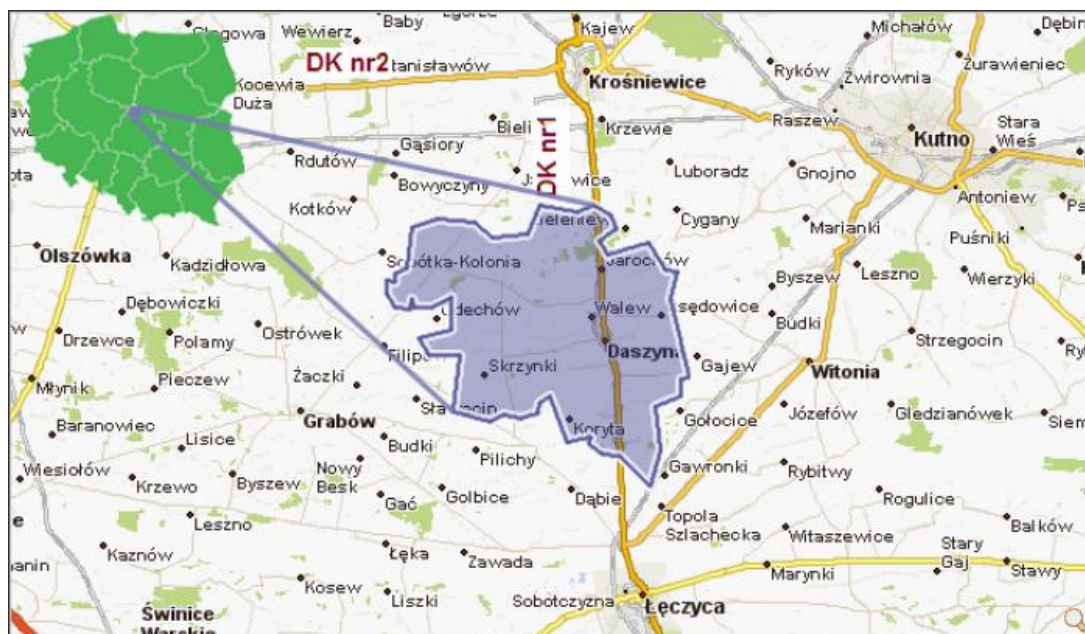 Głogowa
Wewierz
Baby
Kajew
Michałów
DK nr2
Stanisławów
Kocewia
Duża
Krośniewice
Ryków
Żwirownia
Żurawieniec
DK nr1
Bieli
Krzewie
Raszew
Kutno
Stara
Wieś
Rdutów
Gąsiory
Bowyczyny
Luboradz
Gnojno
Antoniew
Kotków
Cygany
Marianki
Puśniki
Olszówka
Kadzidłowa
Sobótka-Kolonia
Jarochów
Byszew
Leszno
Wierzyki
Dębowiczki
Walew
Budki
Drzewce
Polamy
Ostrówek
Daszyna
Strzegocin
Młynik
Pieczew
Żaczki
Skrzynki
Gajew
Witonia
Baranowiec
Grabów
Koryta
Gołocice
Józefów
Gledzianówek
Lisice
Budki
Wiesiołów
Krzewo
Byszew
Nowy
Besk
Pilichy
Gawronki
Rybitwy
Golbice
Dąbie
Rogulice
Leszno
Gać
Topola
Szlachecka
Witaszewice
Balków
Kaznów
Łęka
Zawada
Stary
Gaj
Stawy
Kosew
Liszki
Sobótczyzna
Łęczyca
Marynki
Świnice
Warckie